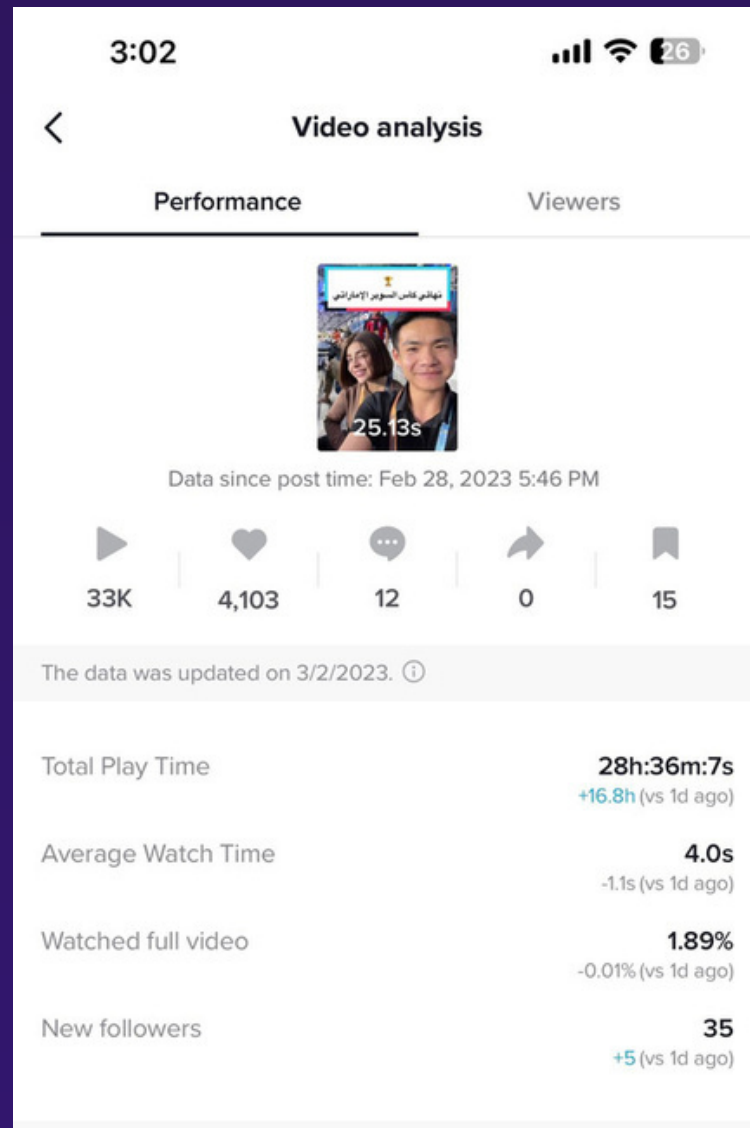 3:02
26
Video analysis
Performance
Viewers
نهائي كأس السوبر الإماراتي
25.13s
Data since post time: Feb 28, 2023 5:46 PM
33K
4,103
12
0
15
The data was updated on 3/2/2023.
Total Play Time
28h:36m:7s
+16.8h (vs 1d ago)
Average Watch Time
4.0s
-1.1s (vs 1d ago)
Watched full video
1.89%
-0.01% (vs 1d ago)
New followers
35
+5 (vs 1d ago)